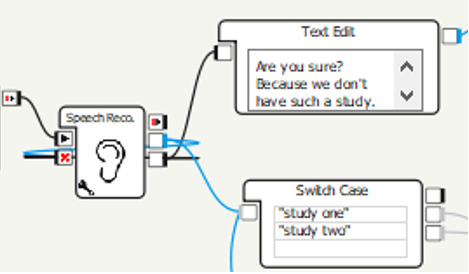 Text Edit
Are you sure?
Because we don't
have such a study.
Speech Reco.
Switch Case
"study one"
"study two"